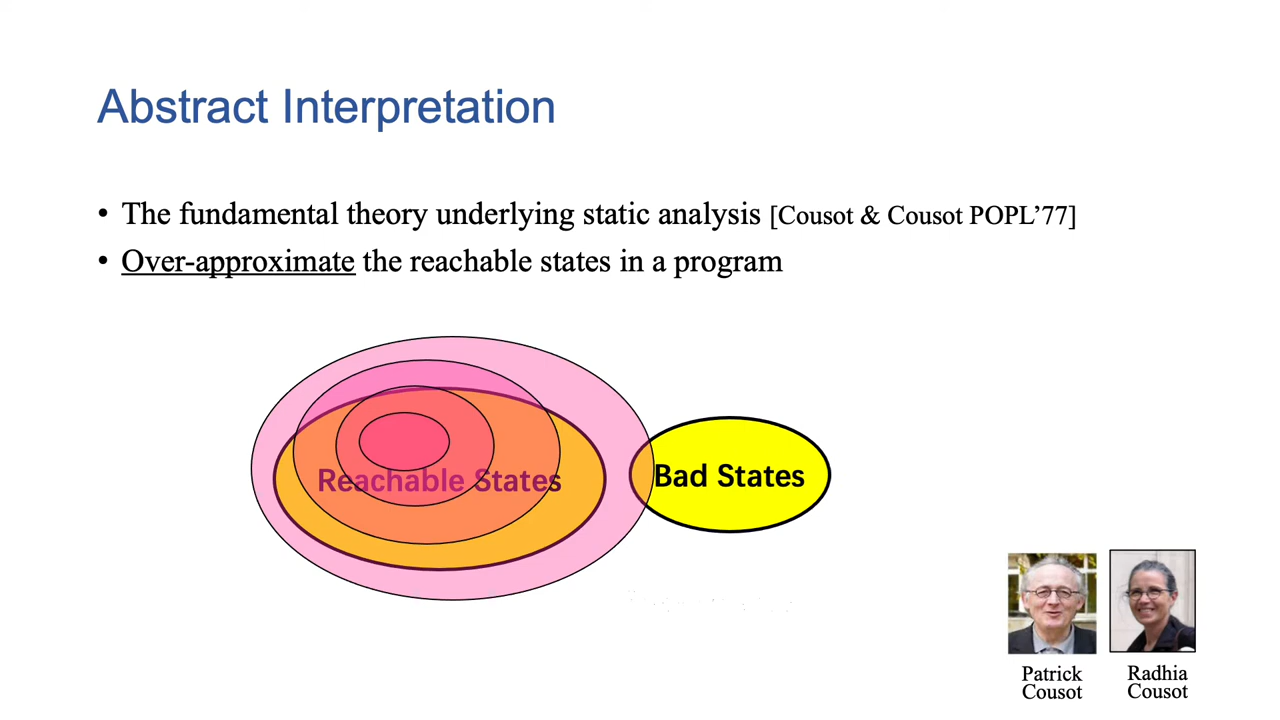 Abstract Interpretation
• The fundamental theory underlying static analysis [Cousot & Cousot POPL’77]
• Over-approximate the reachable states in a program
Reachable States
Bad States
Patrick
Cousot
Radhia
Cousot